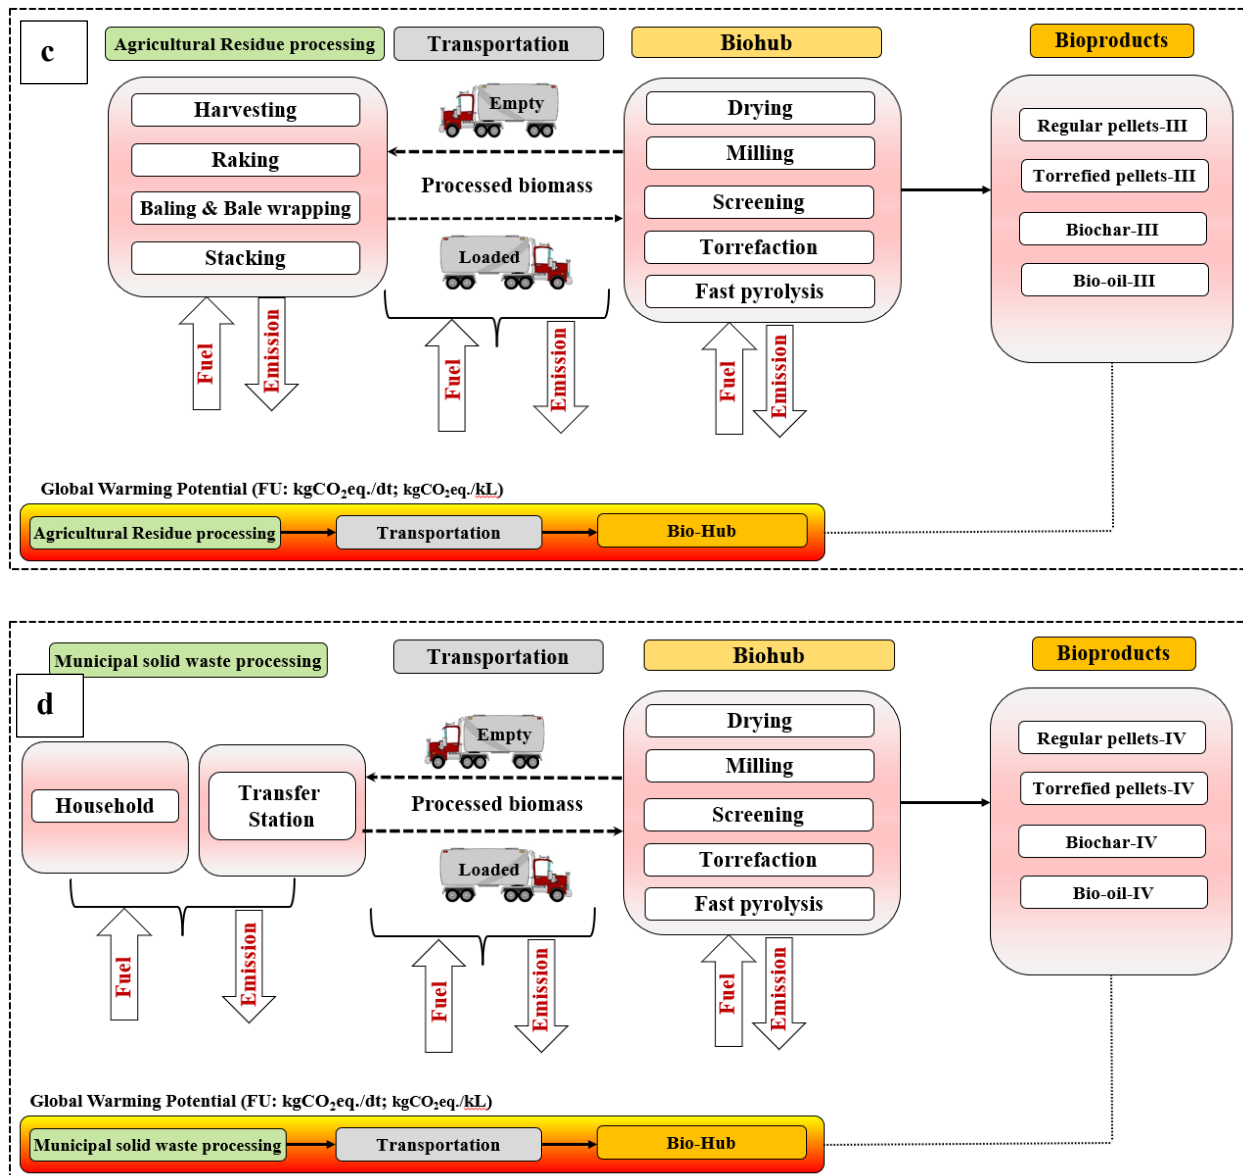 c
Agricultural Residue processing
Transportation
Biohub
Bioproducts
Harvesting
Raking
Baling & Bale wrapping
Stacking
Empty
Processed biomass
Loaded
Drying
Milling
Screening
Torrefaction
Fast pyrolysis
Regular pellets-III
Torrefied pellets-III
Biochar-III
Bio-oil-III
Fuel
Emission
Fuel
Emission
Fuel
Emission
Global Warming Potential (FU: kgCO₂eq./dt; kgCO₂eq./kL)
Agricultural Residue processing
Transportation
Bio-Hub
d
Municipal solid waste processing
Transportation
Biohub
Bioproducts
Household
Transfer
Station
Empty
Processed biomass
Loaded
Drying
Milling
Screening
Torrefaction
Fast pyrolysis
Regular pellets-IV
Torrefied pellets-IV
Biochar-IV
Bio-oil-IV
Fuel
Emission
Fuel
Emission
Fuel
Emission
Global Warming Potential (FU: kgCO₂eq./dt; kgCO₂eq./kL)
Municipal solid waste processing
Transportation
Bio-Hub